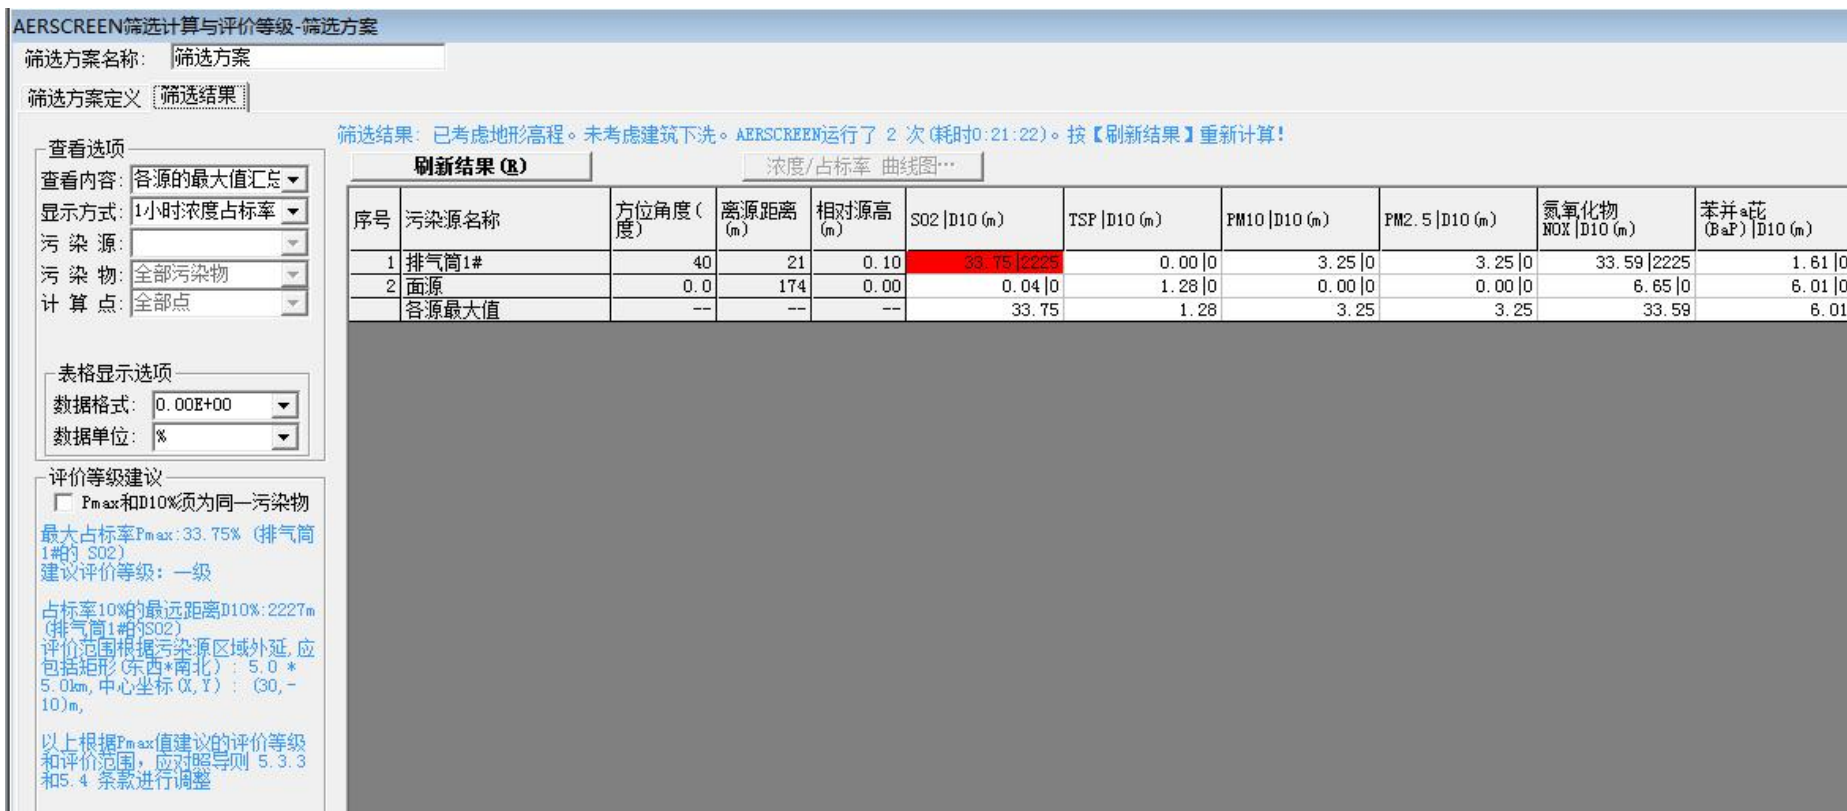 AERSCREEN筛选计算与评价等级-筛选方案
筛选方案名称: 筛选方案
筛选方案定义 筛选结果
筛选结果: 已考虑地形高程。未考虑建筑下洗。AERSCREEN运行了 2 次(耗时0:21:22)。按【刷新结果】重新计算!
刷新结果(R) 浓度/占标率 曲线图…
查看选项
查看内容: 各源的最大值汇总
显示方式: 1小时浓度占标率
污 染 源:
污 染 物: 全部污染物
计 算 点: 全部点
表格显示选项
数据格式: 0.00E+00
数据单位: %
评价等级建议
Pmax和D10%须为同一污染物
最大占标率Pmax:33.75% (排气筒
1#的 SO2)
建议评价等级: 一级
占标率10%的最远距离D10%:2227m
(排气筒1#的SO2)
评价范围根据污染源区域外延,应
包括矩形(东西*南北): 5.0 *
5.0km,中心坐标(X,Y): (30,-
10)m,
以上根据Pmax值建议的评价等级
和评价范围, 应对照导则 5.3.3
和5.4 条款进行调整
序号 污染源名称 方位角度(度) 离源距离(m) 相对源高(m) SO2|D10(m) TSP|D10(m) PM10|D10(m) PM2.5|D10(m) 氮氧化物NOX|D10(m) 苯并a芘(BaP)|D10(m)
1 排气筒1# 40 21 0.10 33.75|2225 0.00|0 3.25|0 3.25|0 33.59|2225 1.61|0
2 面源 0.0 174 0.00 0.04|0 1.28|0 0.00|0 0.00|0 6.65|0 6.01|0
各源最大值 -- -- -- 33.75 1.28 3.25 3.25 33.59 6.01